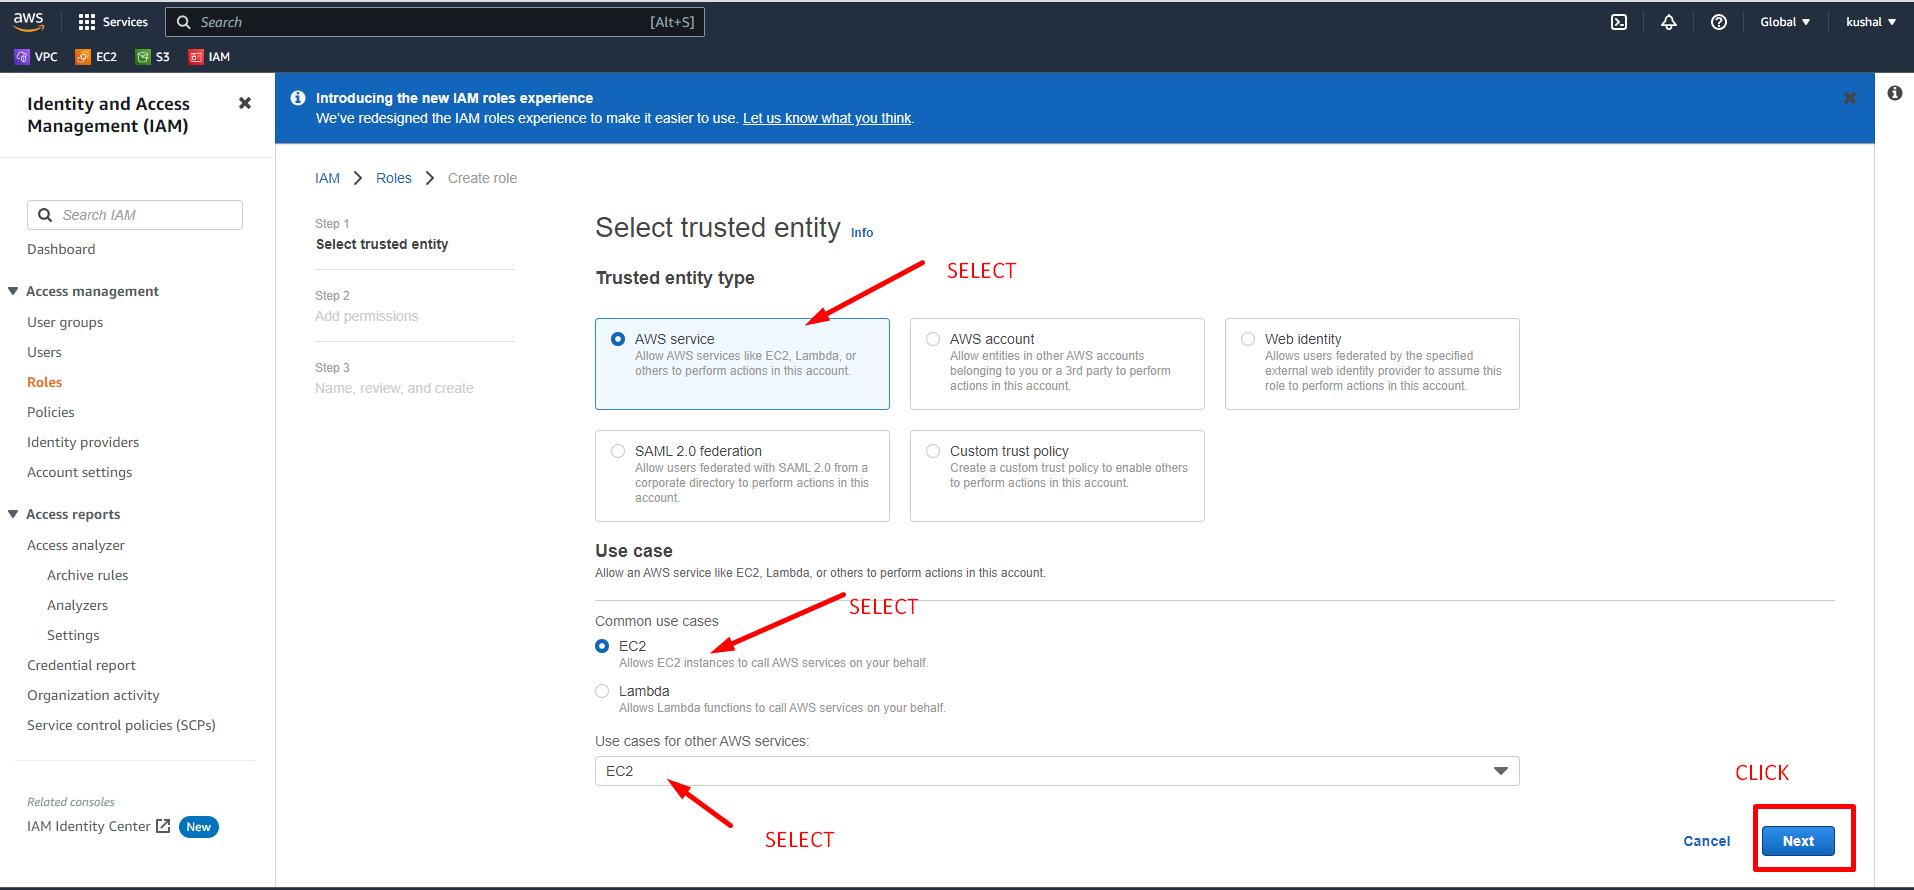 aws
Services
Search
[Alt+S]
Global
kushal
VPC
EC2
S3
IAM
Identity and Access
Management (IAM)
Search IAM
Dashboard
Access management
User groups
Users
Roles
Policies
Identity providers
Account settings
Access reports
Access analyzer
Archive rules
Analyzers
Settings
Credential report
Organization activity
Service control policies (SCPs)
Related consoles
IAM Identity Center
New
Introducing the new IAM roles experience
We've redesigned the IAM roles experience to make it easier to use. Let us know what you think.
IAM
Roles
Create role
Step 1
Select trusted entity
Step 2
Add permissions
Step 3
Name, review, and create
Select trusted entity Info
Trusted entity type
SELECT
AWS service
Allow AWS services like EC2, Lambda, or
others to perform actions in this account.
AWS account
Allow entities in other AWS accounts
belonging to you or a 3rd party to perform
actions in this account.
Web identity
Allows users federated by the specified
external web identity provider to assume this
role to perform actions in this account.
SAML 2.0 federation
Allow users federated with SAML 2.0 from a
corporate directory to perform actions in this
account.
Custom trust policy
Create a custom trust policy to enable others
to perform actions in this account.
Use case
Allow an AWS service like EC2, Lambda, or others to perform actions in this account.
SELECT
Common use cases
EC2
Allows EC2 instances to call AWS services on your behalf.
Lambda
Allows Lambda functions to call AWS services on your behalf.
Use cases for other AWS services:
EC2
SELECT
CLICK
Cancel
Next